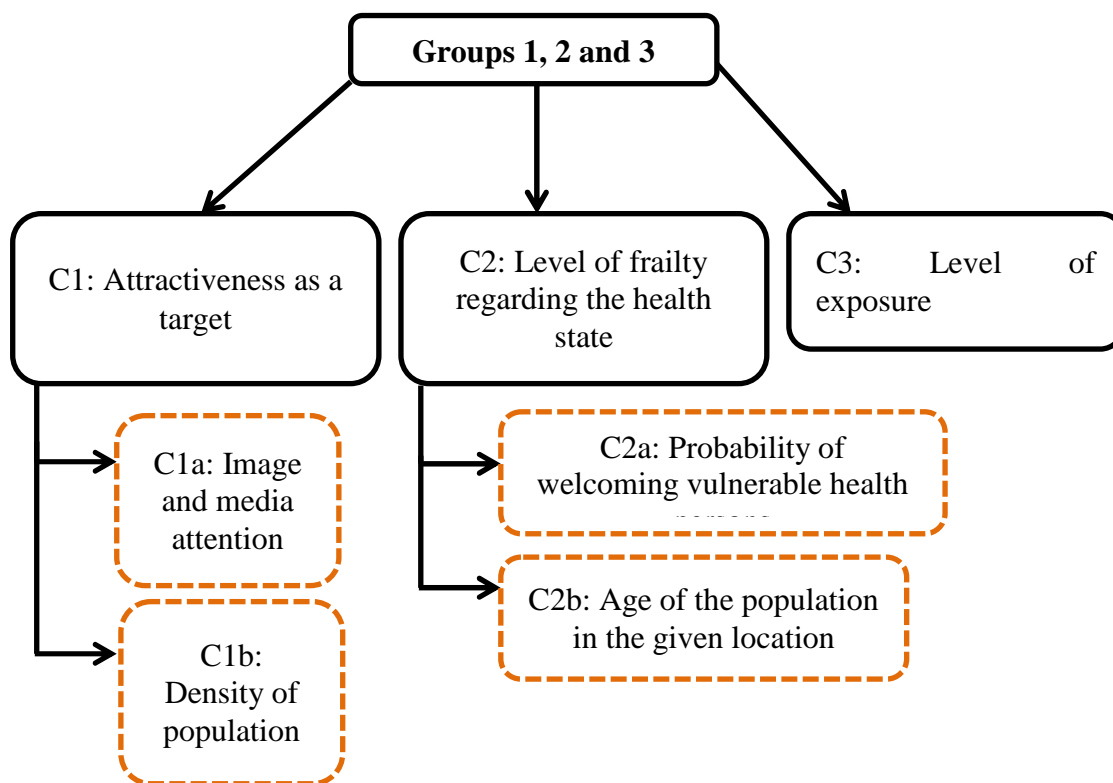 Groups 1, 2 and 3
C1: Attractiveness as a
target
C2: Level of frailty
regarding the health
state
C3: Level of
exposure
C1a: Image
and media
attention
C1b:
Density of
population
C2a: Probability of
welcoming vulnerable health
C2b: Age of the population
in the given location